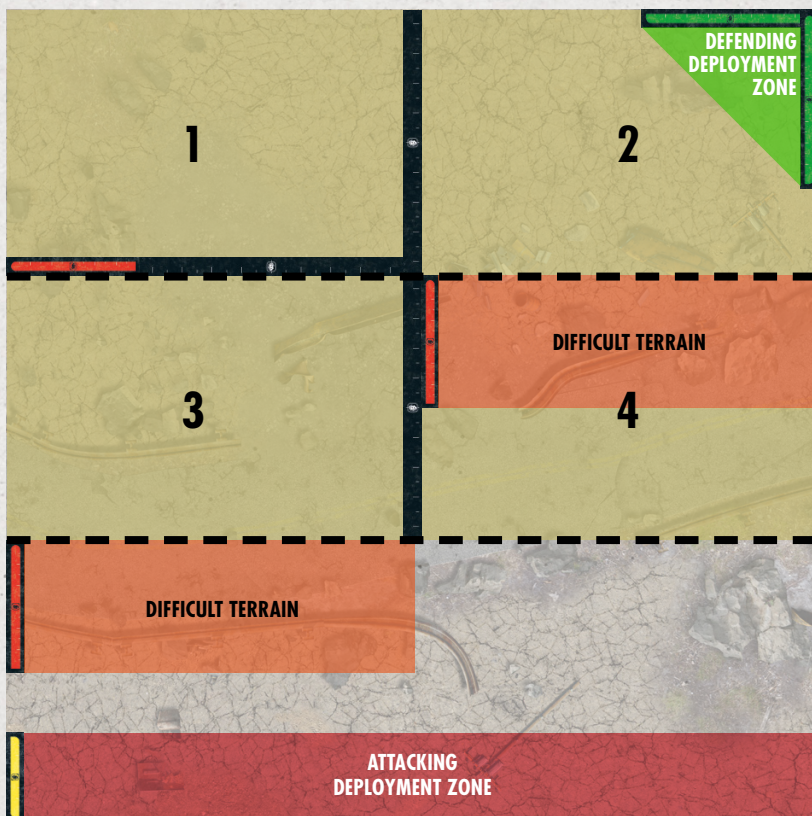 DEFENDING
DEPLOYMENT
ZONE
1
2
DIFFICULT TERRAIN
3
4
DIFFICULT TERRAIN
ATTACKING
DEPLOYMENT ZONE